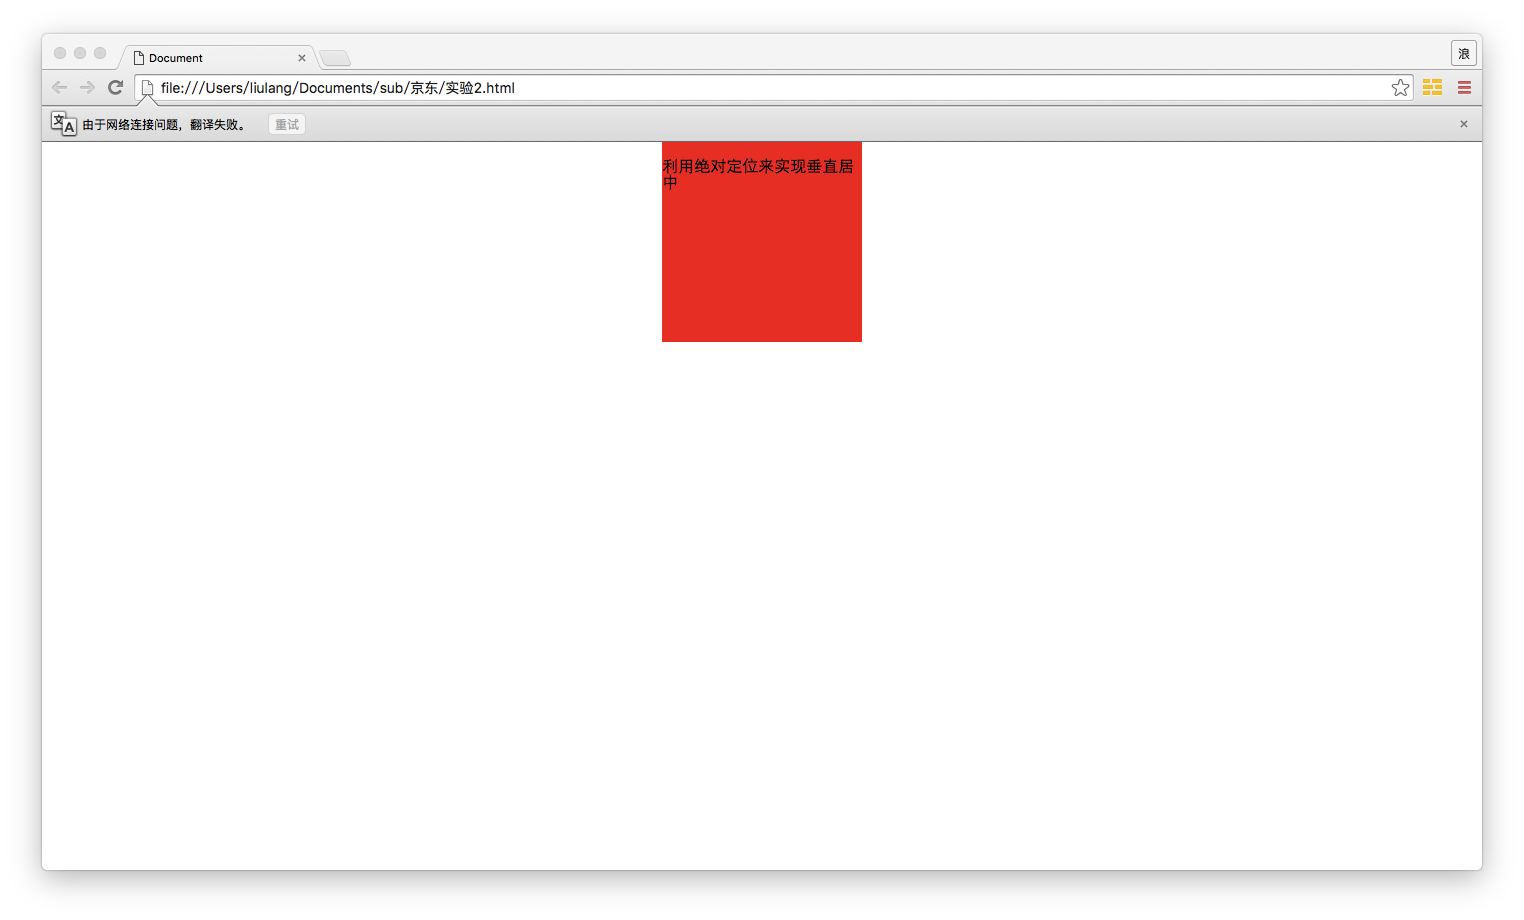 Document
浪
file:///Users/liulang/Documents/sub/京东/实验2.html
文A 由于网络连接问题，翻译失败。 重试
利用绝对定位来实现垂直居
中